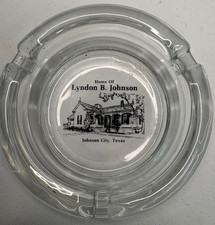 Home Of
Lyndon B. Johnson
Johnson City, Texas